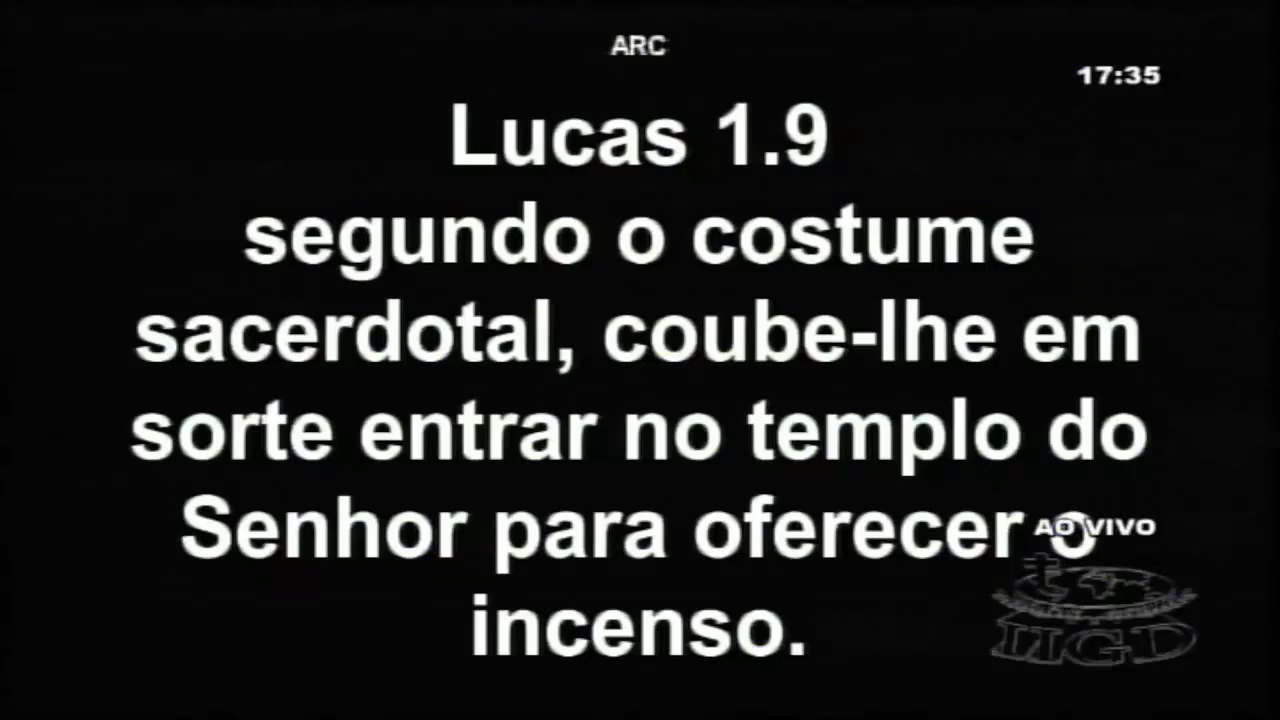 ARC
17:35
Lucas 1.9
segundo o costume
sacerdotal, coube-lhe em
sorte entrar no templo do
Senhor para oferecer o
AO VIVO
incenso.
IIGD